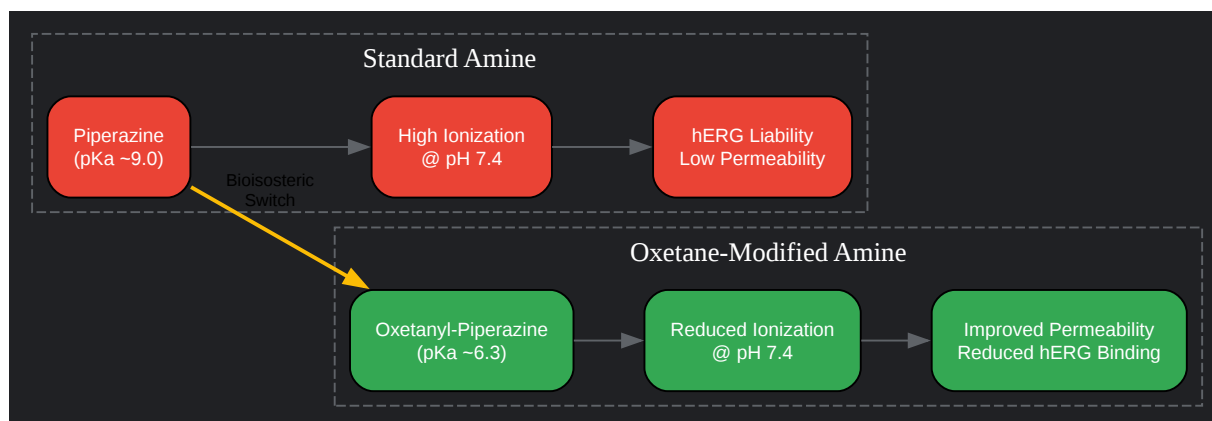 Standard Amine
Piperazine
(pKa ~9.0)
High Ionization
@ pH 7.4
hERG Liability
Low Permeability
Bioisosteric
Switch
Oxetane-Modified Amine
Oxetanyl-Piperazine
(pKa ~6.3)
Reduced Ionization
@ pH 7.4
Improved Permeability
Reduced hERG Binding